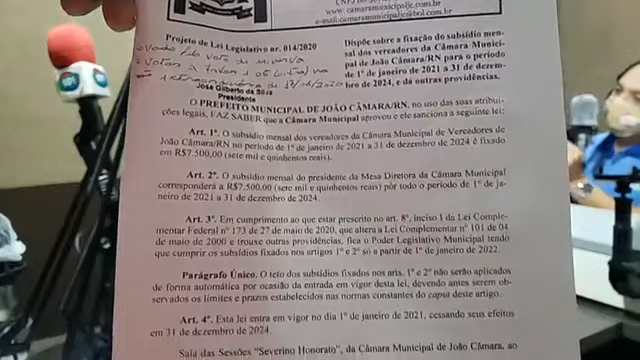 www.camaramunicipaljc.com.br
e-mail:camaramunicipaljc@bol.com.br
Projeto de Lei Legislativo nr. 014/2020
voto de
votos a favor 1
José Gilberto da Silva
Presidente
Dispõe sobre a fixação do subsídio mensal
dos vereadores da Câmara Municipal
de João Câmara/RN para o período
de 1º de janeiro 2021 a 31 de dezembro
de 2024, e dá outras providências.
O PREFEITO MUNICIPAL DE JOÃO CÂMARA/RN, no uso das suas atribuições
legais, FAZ SABER que a Câmara Municipal aprovou e ele sanciona a seguinte lei:
Art. 1º. O subsídio mensal dos vereadores da Câmara Municipal de Vereadores de
João Câmara/RN no período de 1º de janeiro 2021 a 31 de dezembro de 2024 é fixado
em R$7.500,00 (sete mil e quinhentos reais).
Art. 2º. O subsídio mensal do presidente da Mesa Diretora da Câmara Municipal
corresponderá a R$7.500,00 (sete mil e quinhentos reais) por todo o período de 1º de ja-
neiro de 2021 a 31 de dezembro de 2024.
Art. 3º. Em cumprimento ao que estar prescrito no art. 8º, inciso I da Lei Comple-
mentar Federal nº 173 de 27 de maio de 2020, que altera a Lei Complementar nº 101 de 04
de maio de 2000 e trouxe outras providências, fica o Poder Legislativo Municipal tendo
que cumprir os subsídios fixados nos artigos 1º e 2º só a partir de 1º de janeiro de 2022.
Parágrafo Único. O teto dos subsídios fixados nos arts. 1º e 2º não serão aplicados
de forma automática por ocasião da entrada em vigor desta lei, devendo antes serem ob-
servados os limites e prazos estabelecidos nas normas constantes do capsa deste artigo.
Art. 4º. Esta lei entra em vigor no dia 1º de janeiro de 2021, cessando seus efeitos
em 31 de dezembro de 2024.
Sala das Sessões "Severino Honorato", da Câmara Municipal de João Câmara, ao